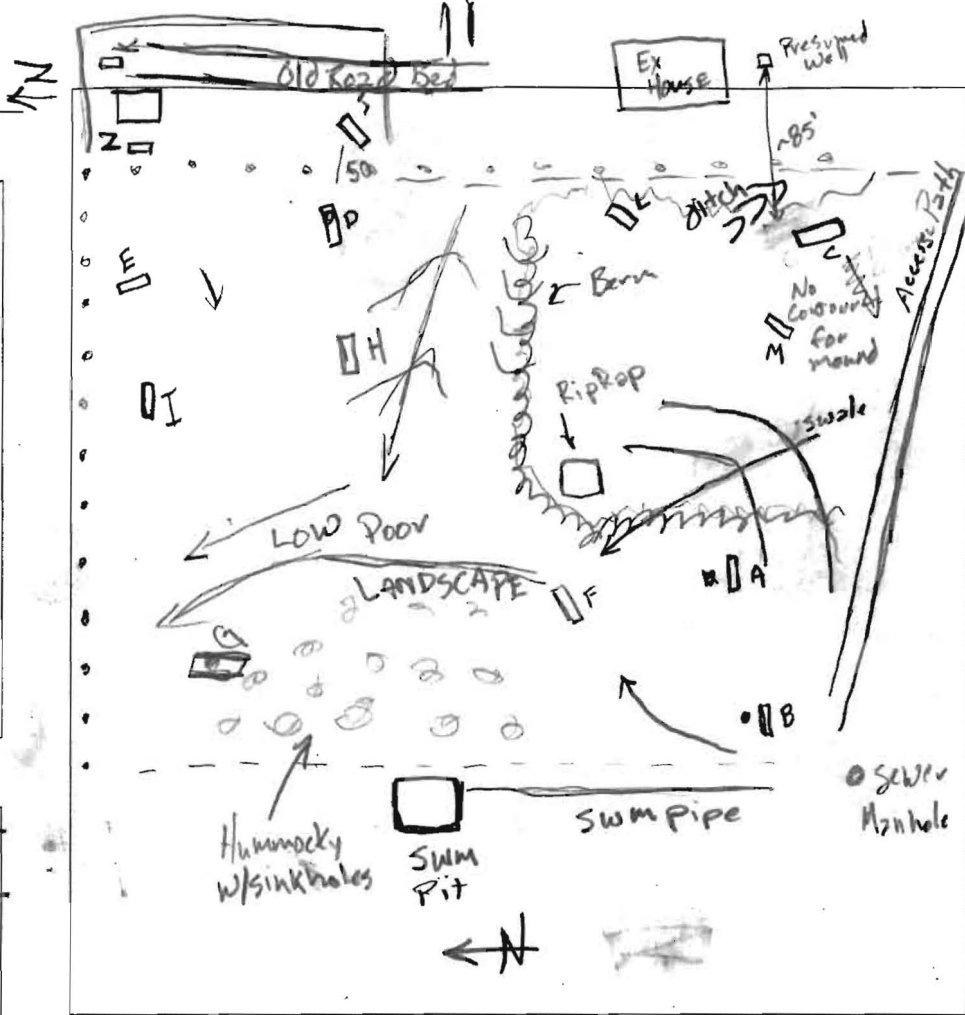 N
Old Road Bed
Ex
House
Presumed
Well
~85'
Z
50
D
K
ditch
C
E
Berm
No
Contoured
for
mound
Access Path
M
H
I
RipRap
swale
LOW POOR
LANDSCAPE
F
A
G
B
Hummocky
w/sinkholes
SWM
Pit
SWM pipe
Sewer
Manhole
N